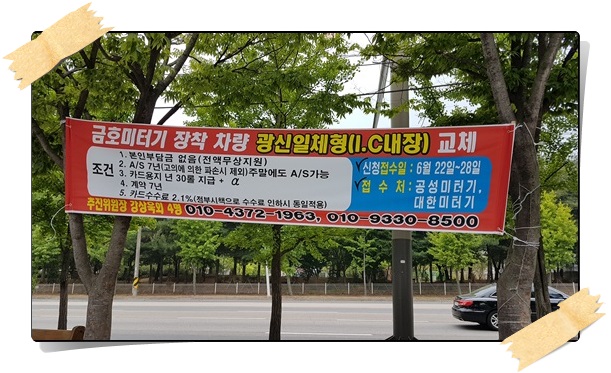 금호미터기 장착 차량 광신일체형(I.C내장) 교체
조건
1. 본인부담금 없음(전액무상지원)
2. A/S 7년(고의에 의한 파손시 제외)주말에도 A/S가능
3. 카드용지 년 30롤 지급 + α
4. 계약 7년
5. 카드수수료 2.1%(정부시책으로 수수료 인하시 동일적용)
✓신청접수일 : 6월 22일~28일
✓접 수 처 : 공성미터기,
대한미터기
추진위원장 강상욱외 4명 010-4372-1963, 010-9330-8500